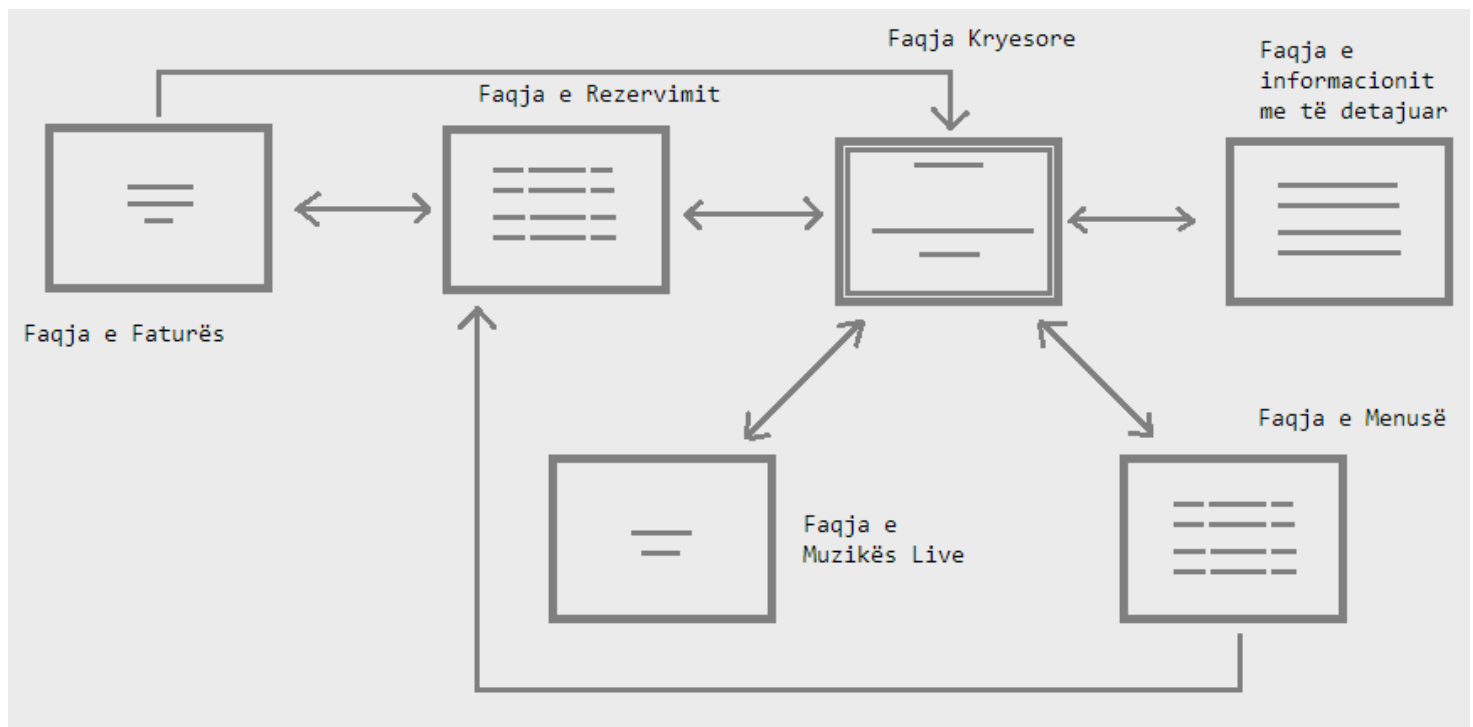 Faqja Kryesore
Faqja e
informacionit
me të detajuar
Faqja e Rezervimit
Faqja e Faturës
Faqja e Menusë
Faqja e
Muzikës Live